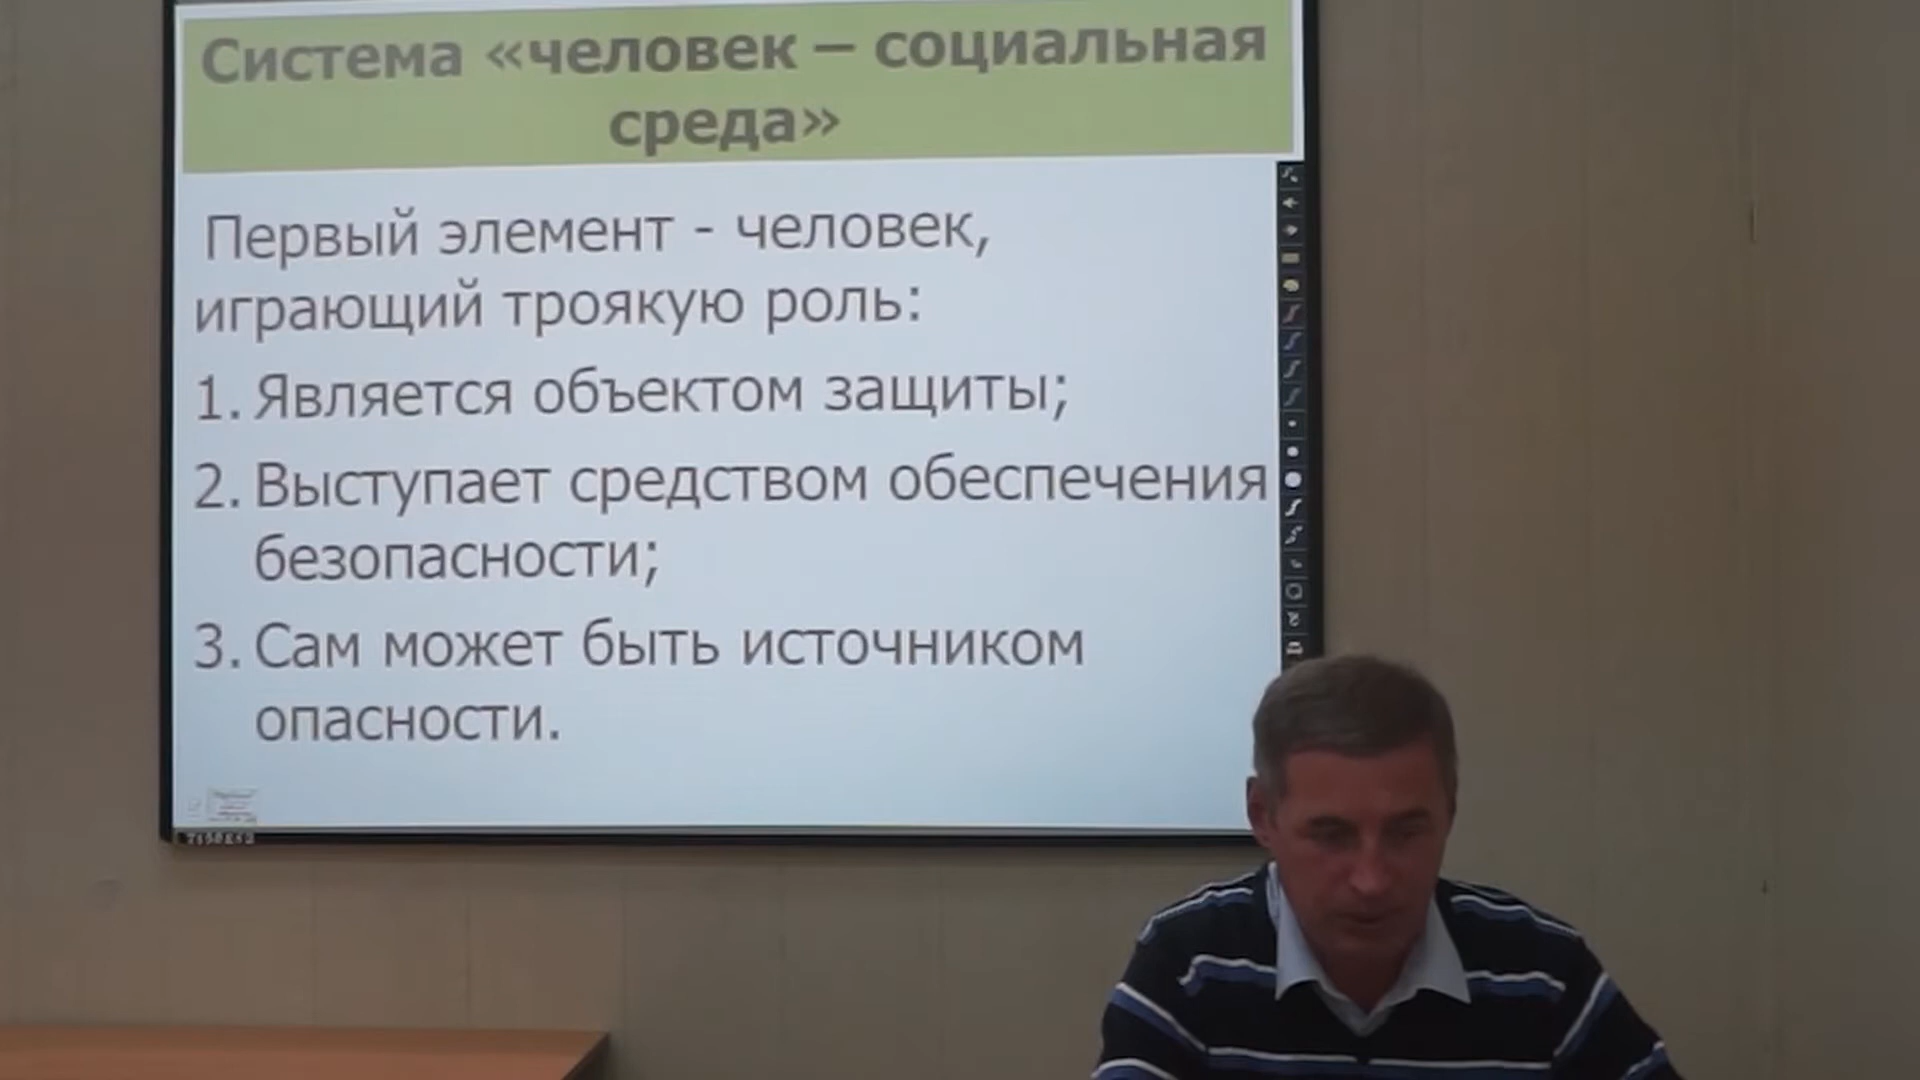 Система «человек – социальная
среда»
Первый элемент - человек,
играющий троякую роль:
1. Является объектом защиты;
2. Выступает средством обеспечения
безопасности;
3. Сам может быть источником
опасности.